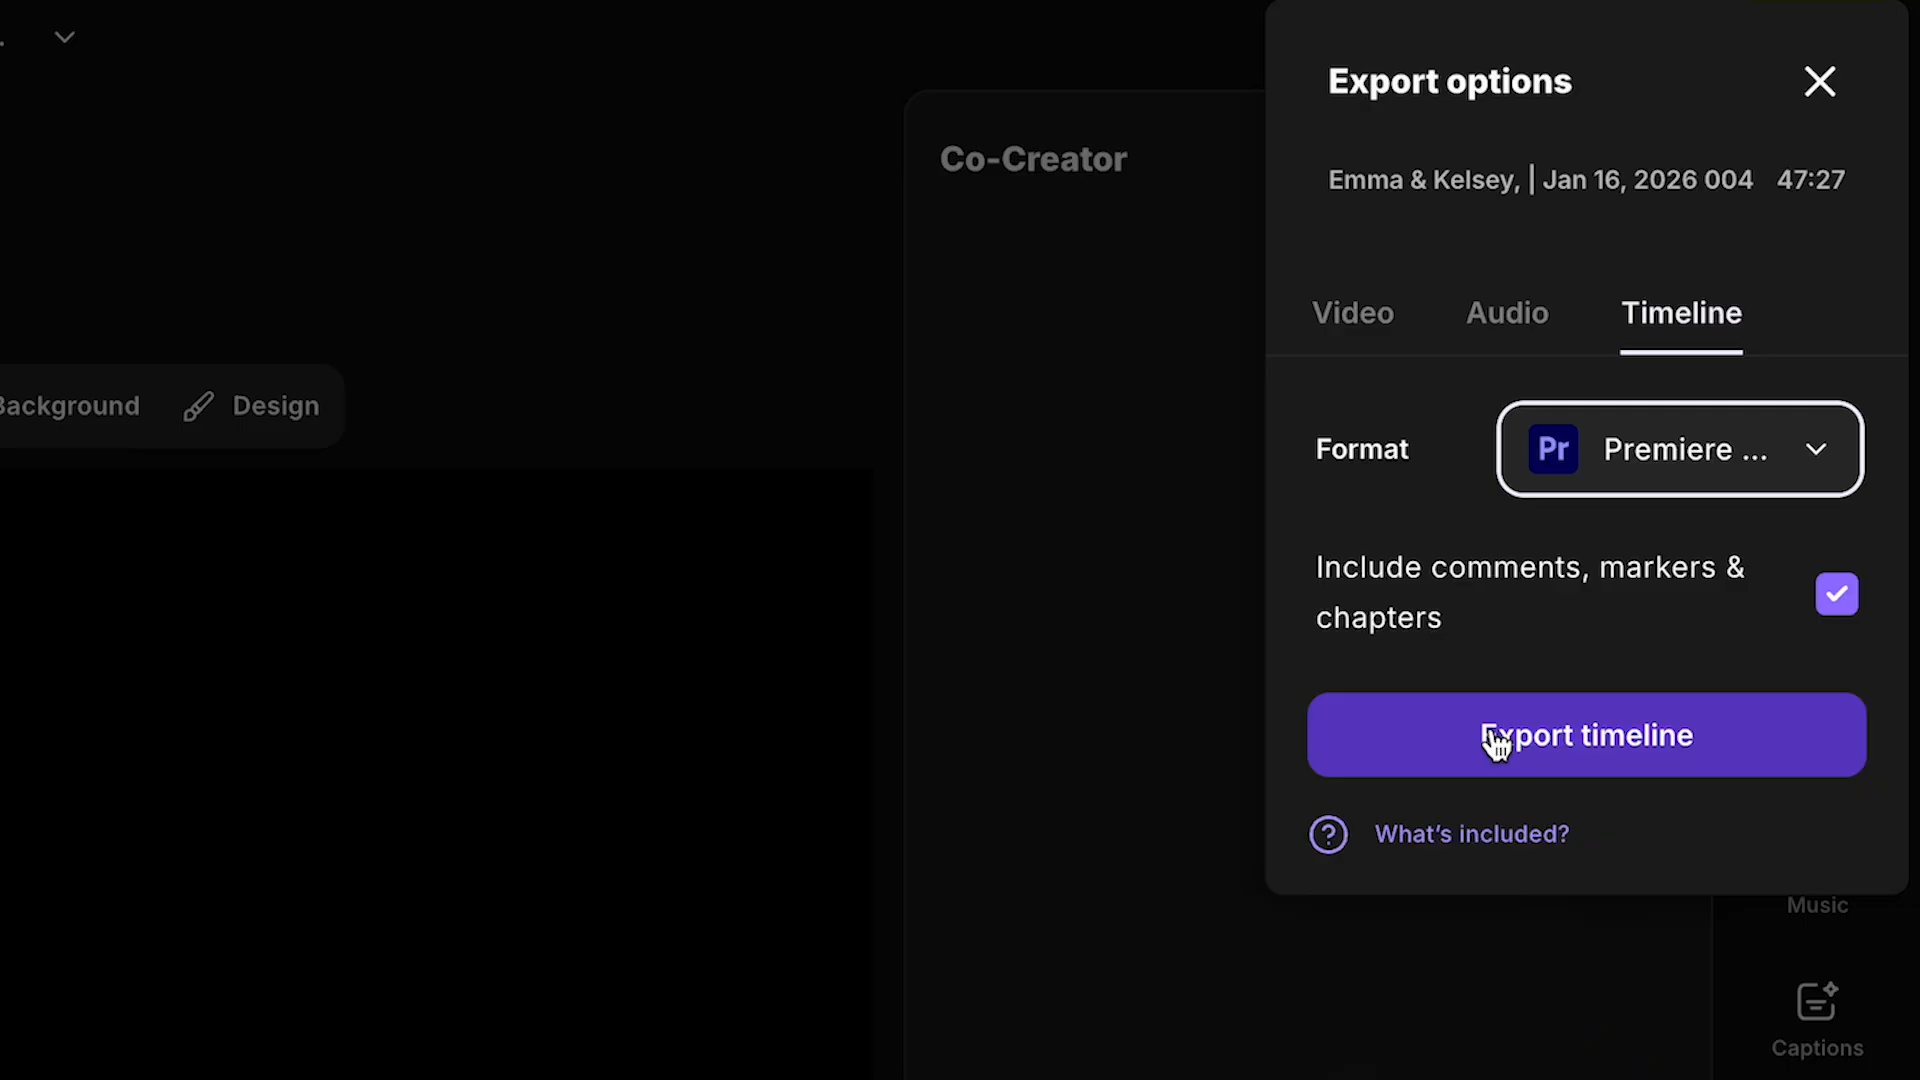 Export options
Co-Creator
Emma & Kelsey, | Jan 16, 2026 004 47:27
Video Audio Timeline
Background Design
Format Pr Premiere ...
Include comments, markers &
chapters
Export timeline
? What's included?
Music
Captions